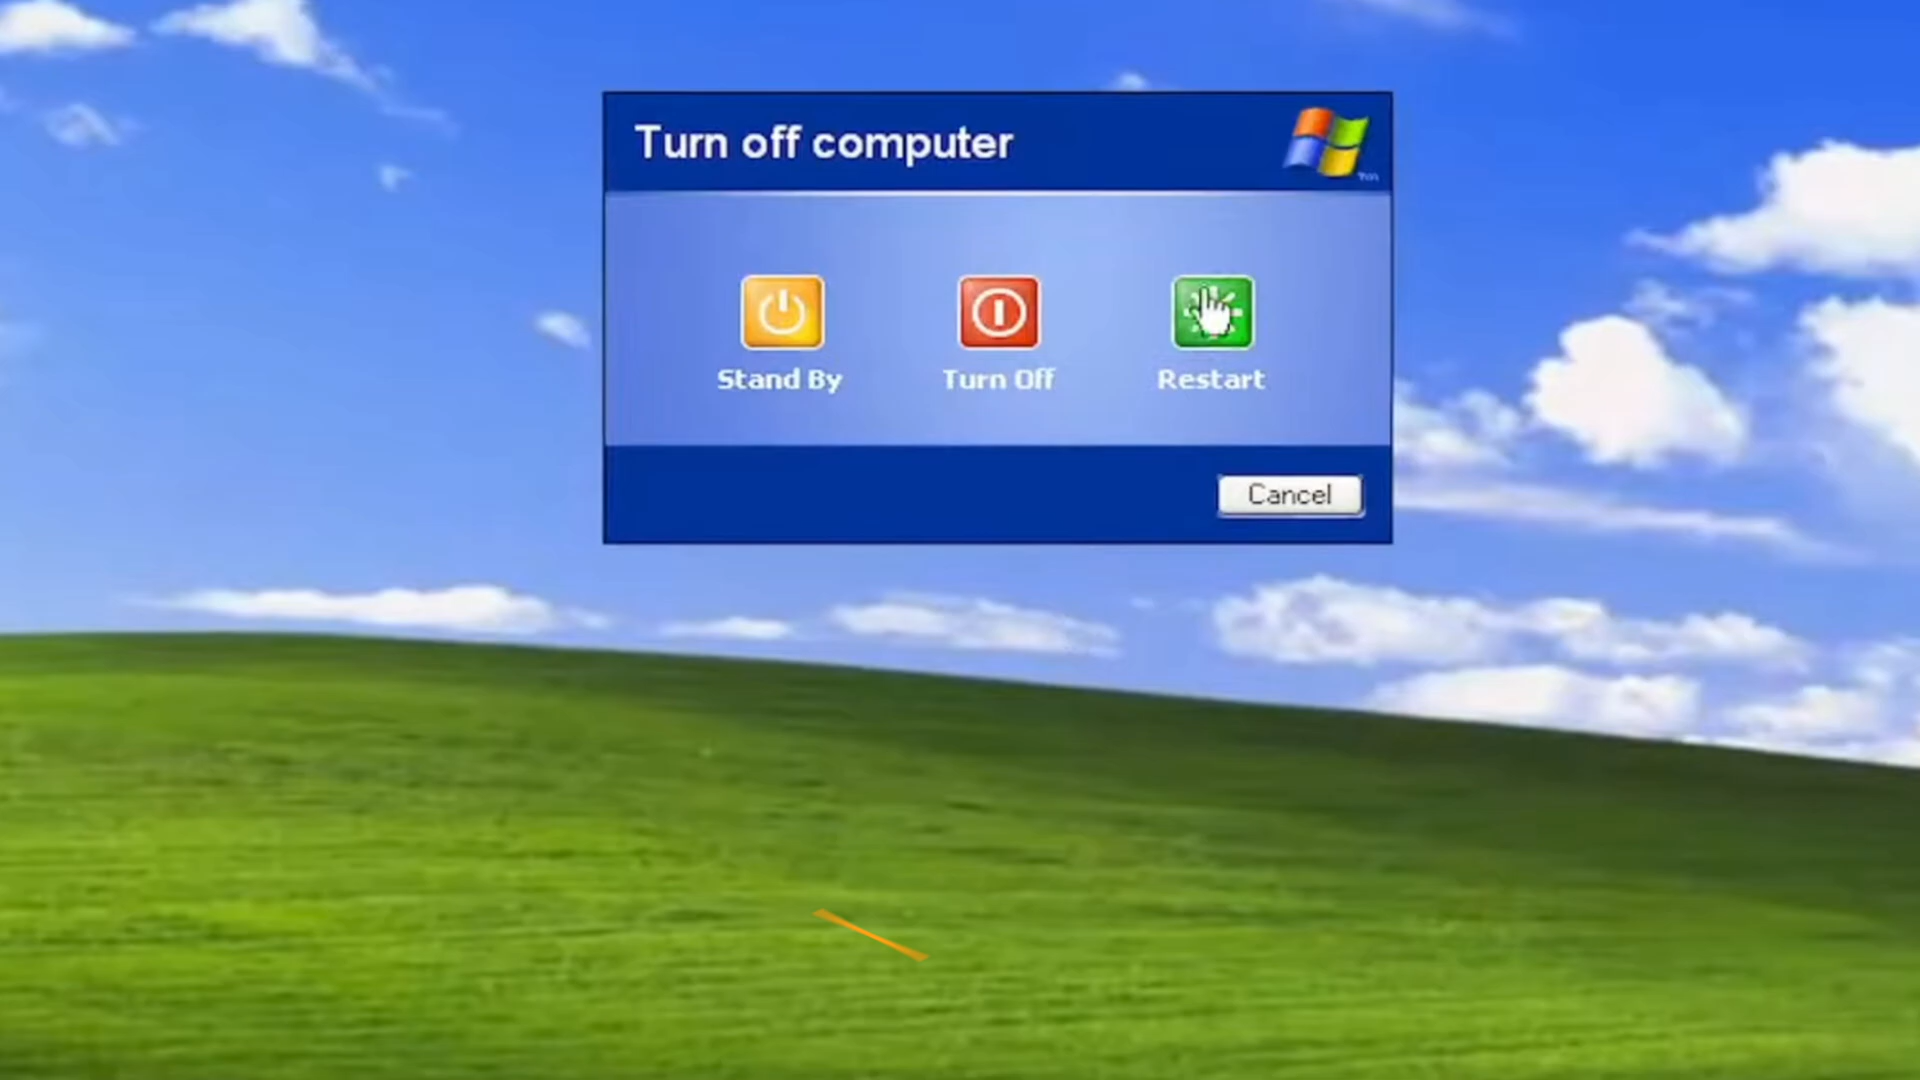 Turn off computer
Stand By
Turn Off
Restart
Cancel